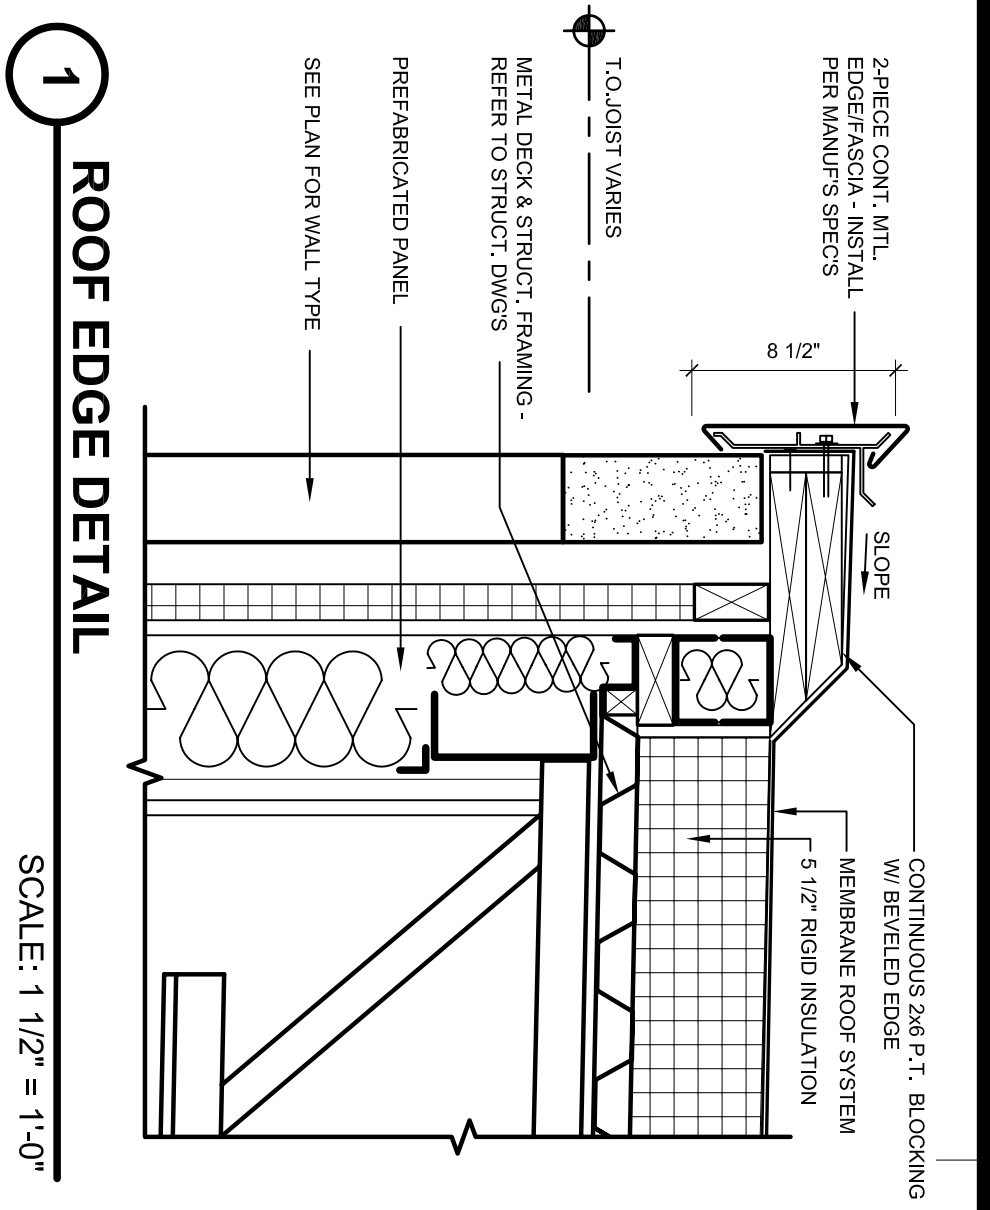 2-PIECE CONT. MTL.
EDGE/FASCIA - INSTALL
PER MANUF'S SPEC'S
8 1/2"
SLOPE
CONTINUOUS 2x6 P.T. BLOCKING
W/ BEVELED EDGE
MEMBRANE ROOF SYSTEM
5 1/2" RIGID INSULATION
T.O.JOIST VARIES
METAL DECK & STRUCT. FRAMING -
REFER TO STRUCT. DWG'S
PREFABRICATED PANEL
SEE PLAN FOR WALL TYPE
1
ROOF EDGE DETAIL
SCALE: 1 1/2" = 1'-0"